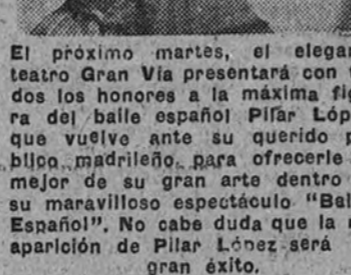 El próximo martes, el elegan
teatro Gran Vía presentará con
dos los honores a la máxima fig
ra del baile español Pilar Lóp
que vuelve ante su querido p
blico madrileño, para ofrecerle
mejor de su gran arte dentro
su maravilloso espectáculo "Bal
Español". No cabe duda que la
aparición de Pilar López será
gran éxito.